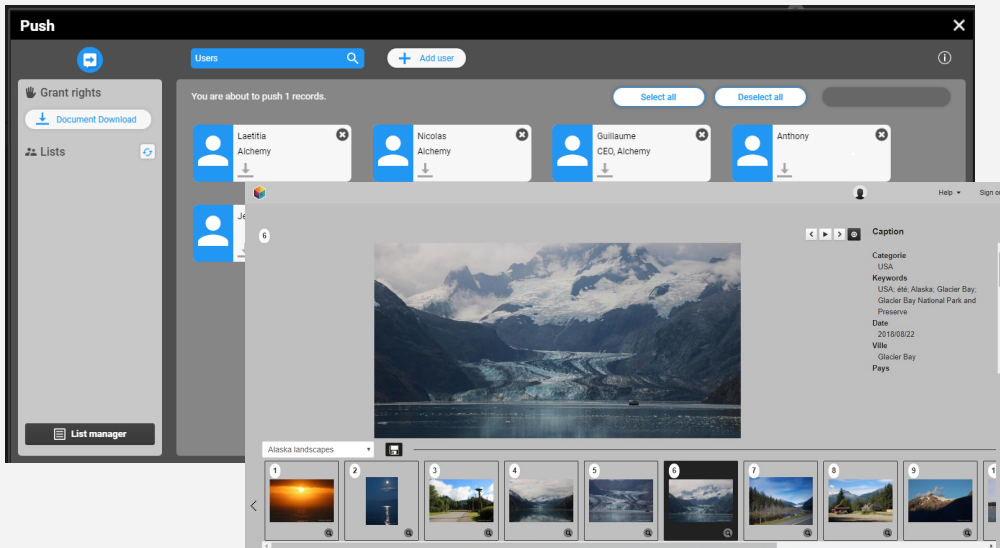 Push
Users
Add user
Grant rights
Document Download
Lists
List manager
You are about to push 1 records.
Select all
Deselect all
Laetitia
Alchemy
Nicolas
Alchemy
Guillaume
CEO, Alchemy
Anthony
Help
Sign
6
Caption
Categorie
USA
Keywords
USA; été; Alaska; Glacier Bay;
Glacier Bay National Park and
Preserve
Date
2018/08/22
Ville
Glacier Bay
Pays
Alaska landscapes
1
2
3
4
5
6
7
8
9